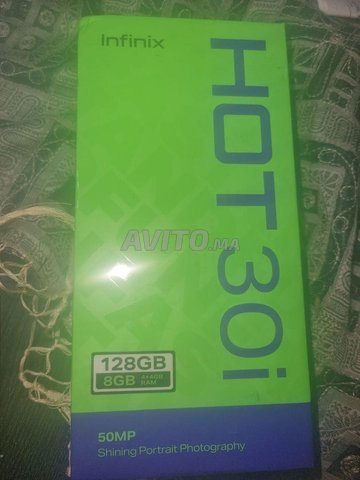 Infinix
HOT 30i
AVITO.MA
128GB
8GB 4+4GB RAM
50MP
Shining Portrait Photography